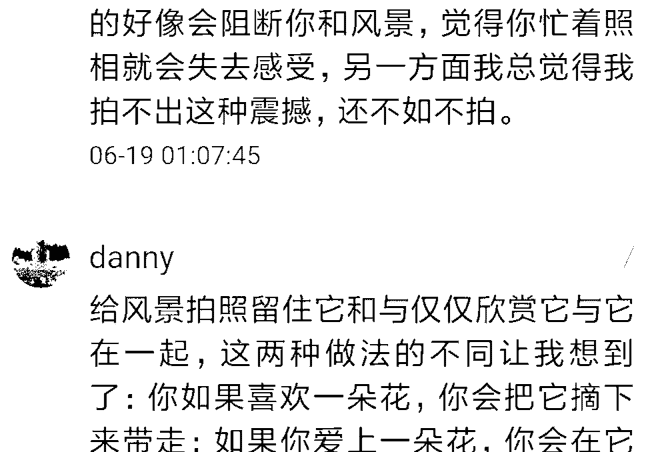 的好像会阻断你和风景，觉得你忙着照
相就会失去感受，另一方面我总觉得我
拍不出这种震撼，还不如不拍。
06-19 01:07:45
danny
给风景拍照留住它和与仅仅欣赏它与它
在一起，这两种做法的不同让我想到
了：你如果喜欢一朵花，你会把它摘下
来带走；如果你爱上一朵花，你会在它